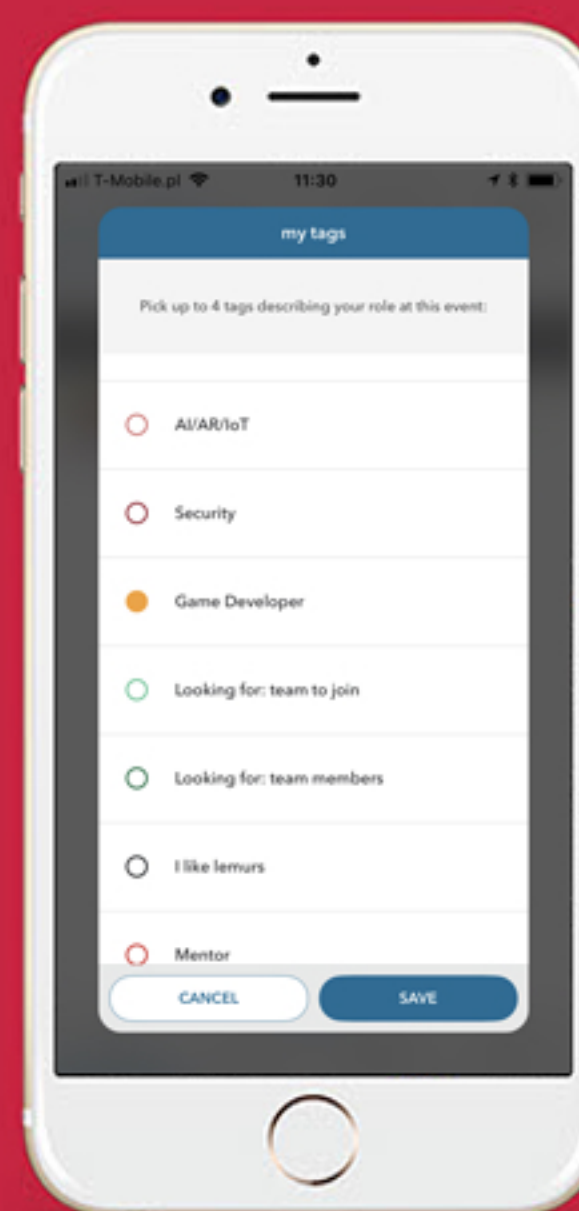 T-Mobile.pl 11:30
my tags
Pick up to 4 tags describing your role at this event:
AI/AR/IoT
Security
Game Developer
Looking for: team to join
Looking for: team members
I like lemurs
Mentor
CANCEL SAVE